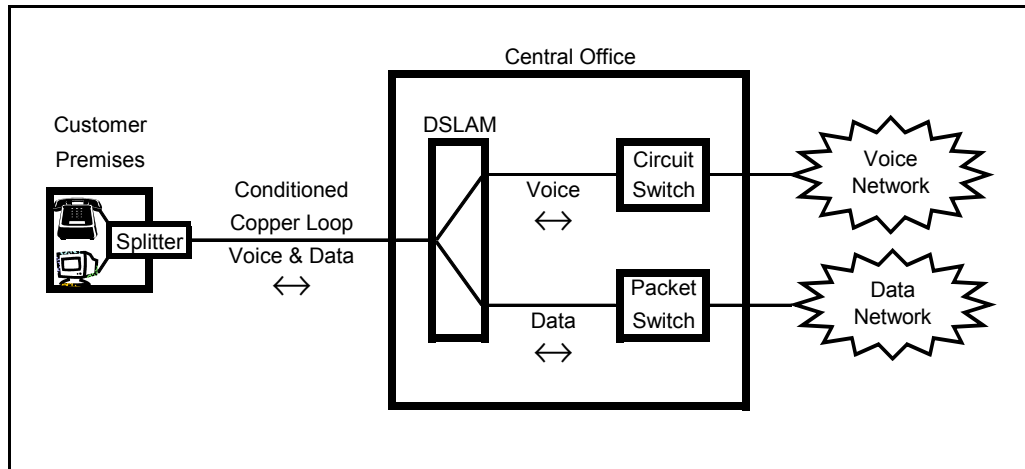 Central Office
Customer
Premises
DSLAM
Splitter
Conditioned
Copper Loop
Voice & Data
Circuit
Switch
Voice
Voice
Network
Packet
Switch
Data
Data
Network